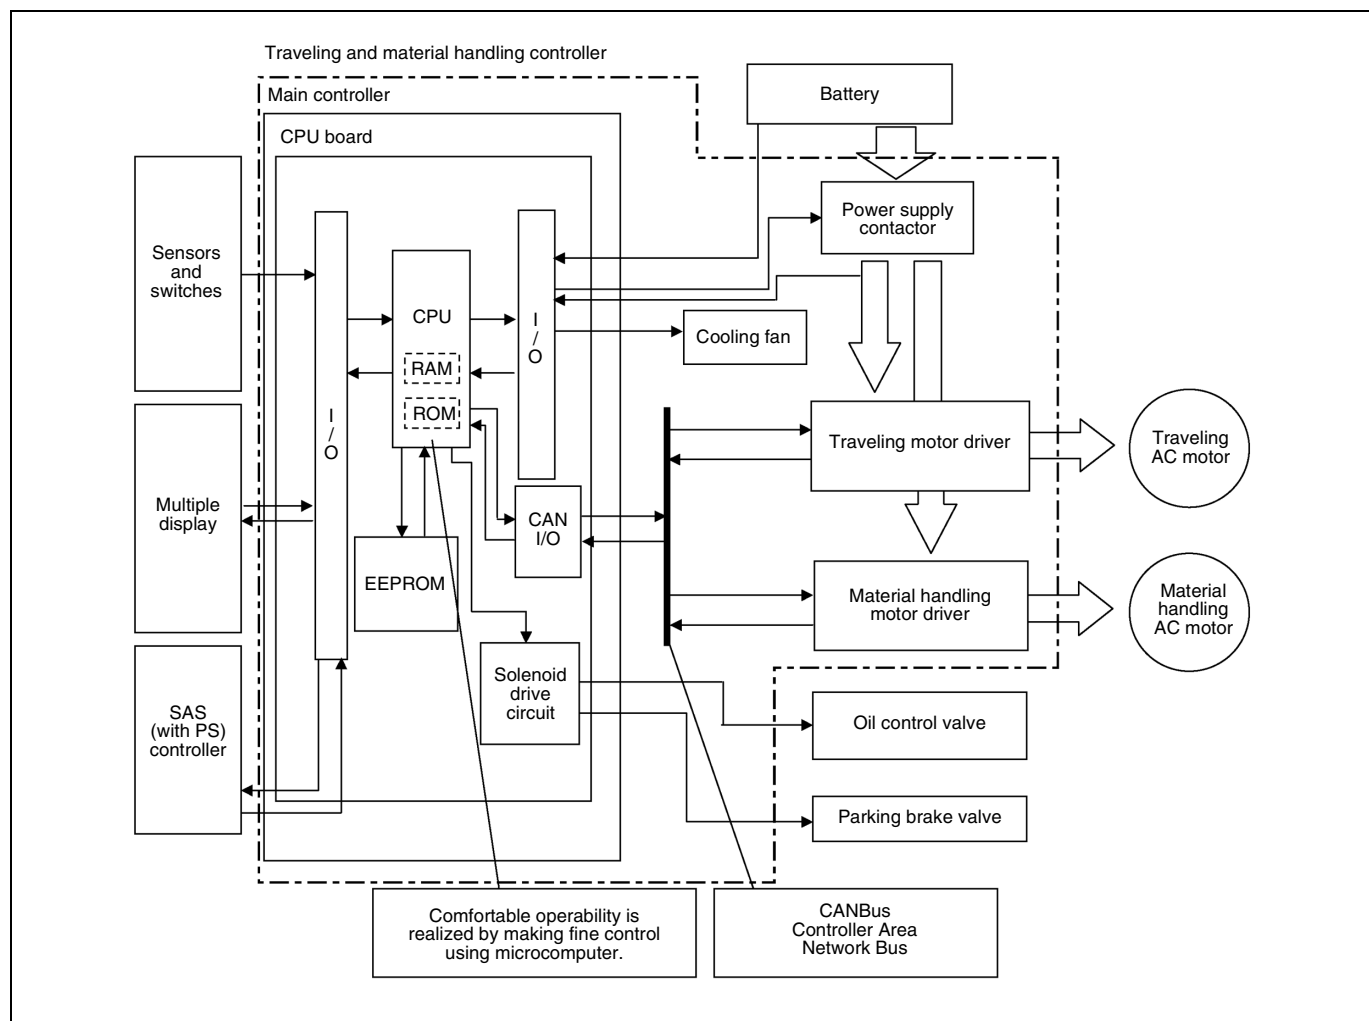 Traveling and material handling controller
Main controller
CPU board
Battery
Power supply
contactor
Sensors
and
switches
CPU
RAM
ROM
I
/
O
I
/
O
Cooling fan
Traveling motor driver
Traveling
AC motor
Multiple
display
CAN
I/O
EEPROM
Material handling
motor driver
Material
handling
AC motor
SAS
(with PS)
controller
Solenoid
drive
circuit
Oil control valve
Parking brake valve
Comfortable operability is
realized by making fine control
using microcomputer.
CANBus
Controller Area
Network Bus